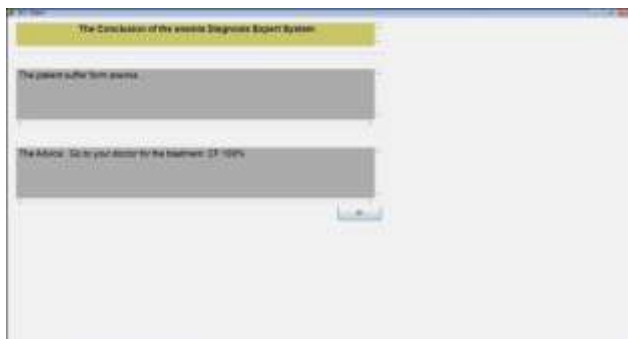 The Conclusion of the anemia Diagnosis Expert System
The patient suffer form anemia
The Advice: Go to your doctor for the treatment CF 100%